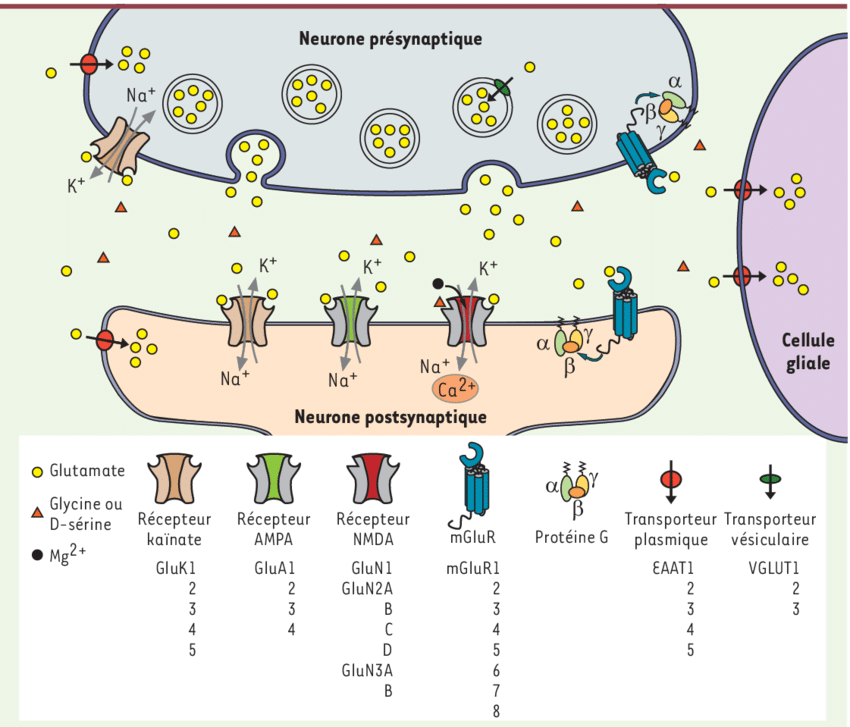 Neurone présynaptique
α
β
γ
Na+
K+
K+
K+
K+
α
γ
β
Na+
Na+
Na+
Ca2+
Cellule
gliale
Neurone postsynaptique
Glutamate
Glycine ou
D-sérine
Mg2+
Récepteur
kaïnate
GluK1
2
3
4
5
Récepteur
AMPA
GluA1
2
3
4
Récepteur
NMDA
GluN1
GluN2A
B
C
D
GluN3A
B
mGluR
mGluR1
2
3
4
5
6
7
8
α
γ
β
Protéine G
Transporteur
plasmique
EAAT1
2
3
4
5
Transporteur
vésiculaire
VGLUT1
2
3